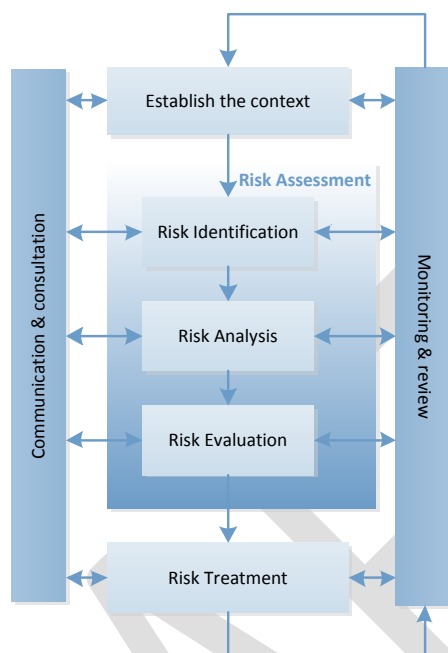 Establish the context
Risk Assessment
Risk Identification
Risk Analysis
Risk Evaluation
Risk Treatment
Communication & consultation
Monitoring & review